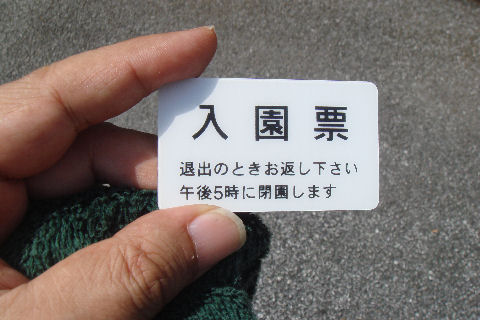 入園票
退出のときお返し下さい
午後5時に閉園します